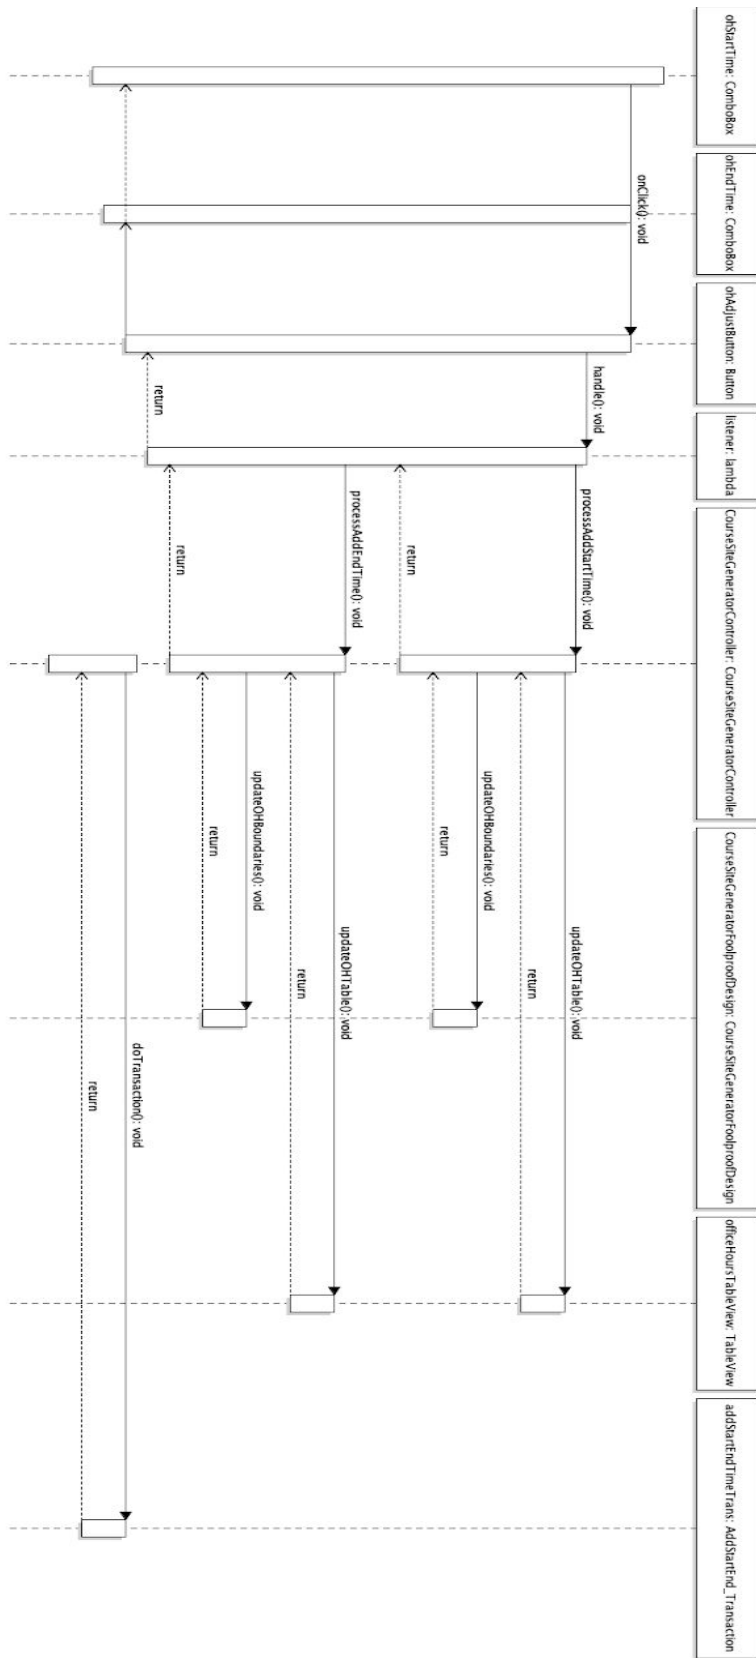 ohStartTime: ComboBox
ohEndTime: ComboBox
ohAdjustButton: Button
listener: lambda
CourseSiteGeneratorController: CourseSiteGeneratorController
CourseSiteGeneratorFoolproofDesign: CourseSiteGeneratorFoolproofDesign
officeHoursTableView: TableView
addStartEndTimeTrans: AddStartEnd_Transaction
onClick(): void
handle(): void
processAddStartTime(): void
updateOHTable(): void
return
updateOHBoundaries(): void
return
return
processAddEndTime(): void
updateOHTable(): void
return
updateOHBoundaries(): void
return
return
return
doTransaction(): void
return